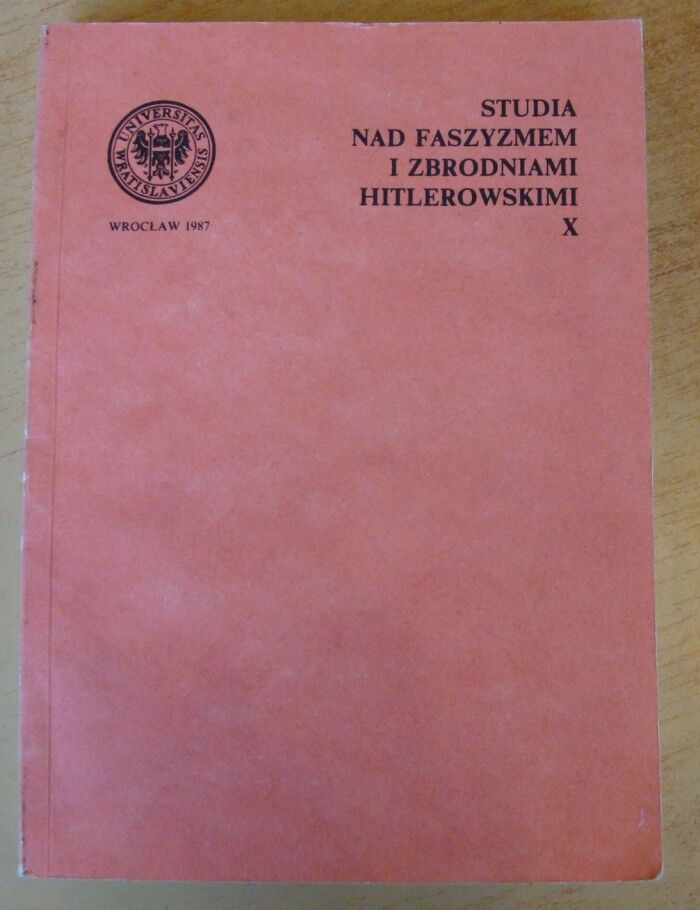 UNIVERSITAS
WRATISLAVIENSIS
WROCŁAW 1987
STUDIA
NAD FASZYZMEM
I ZBRODNIAMI
HITLEROWSKIMI
X